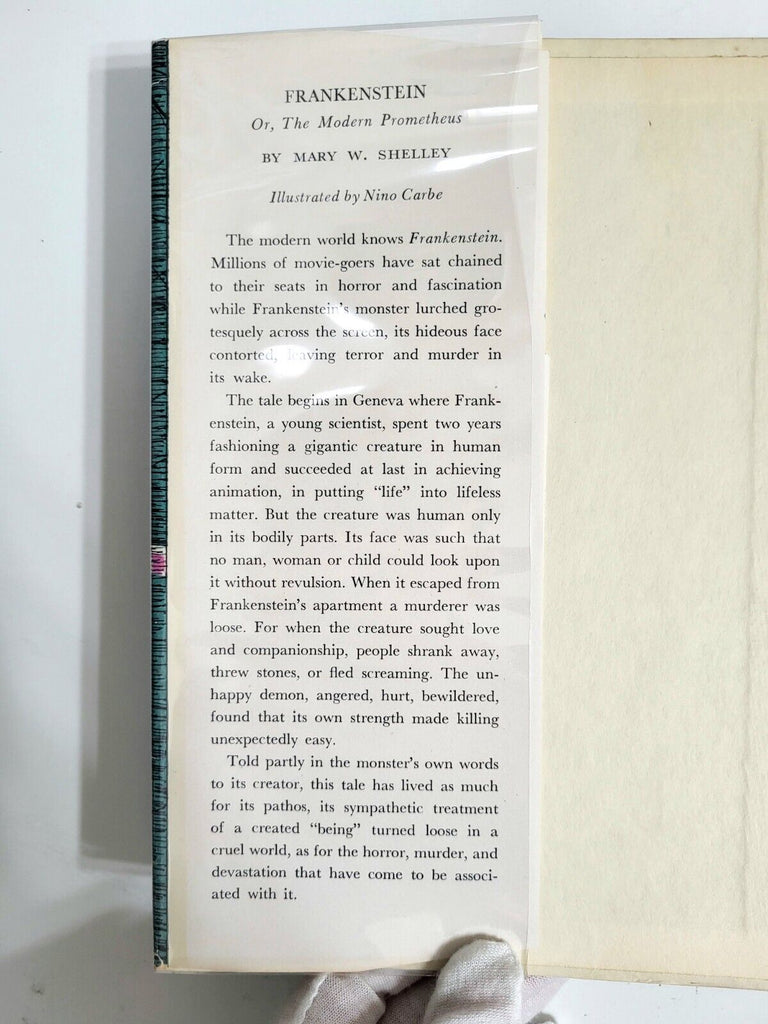 FRANKENSTEIN
Or, The Modern Prometheus
BY MARY W. SHELLEY
Illustrated by Nino Carbe
The modern world knows Frankenstein.
Millions of movie-goers have sat chained
to their seats in horror and fascination
while Frankenstein's monster lurched gro-
tesquely across the screen, its hideous face
contorted, leaving terror and murder in
its wake.
The tale begins in Geneva where Frank-
enstein, a young scientist, spent two years
fashioning a gigantic creature in human
form and succeeded at last in achieving
animation, in putting “life” into lifeless
matter. But the creature was human only
in its bodily parts. Its face was such that
no man, woman or child could look upon
it without revulsion. When it escaped from
Frankenstein's apartment a murderer was
loose. For when the creature sought love
and companionship, people shrank away,
threw stones, or fled screaming. The un-
happy demon, angered, hurt, bewildered,
found that its own strength made killing
unexpectedly easy.
Told partly in the monster's own words
to its creator, this tale has lived as much
for its pathos, its sympathetic treatment
of a created “being” turned loose in a
cruel world, as for the horror, murder, and
devastation that have come to be associ-
ated with it.